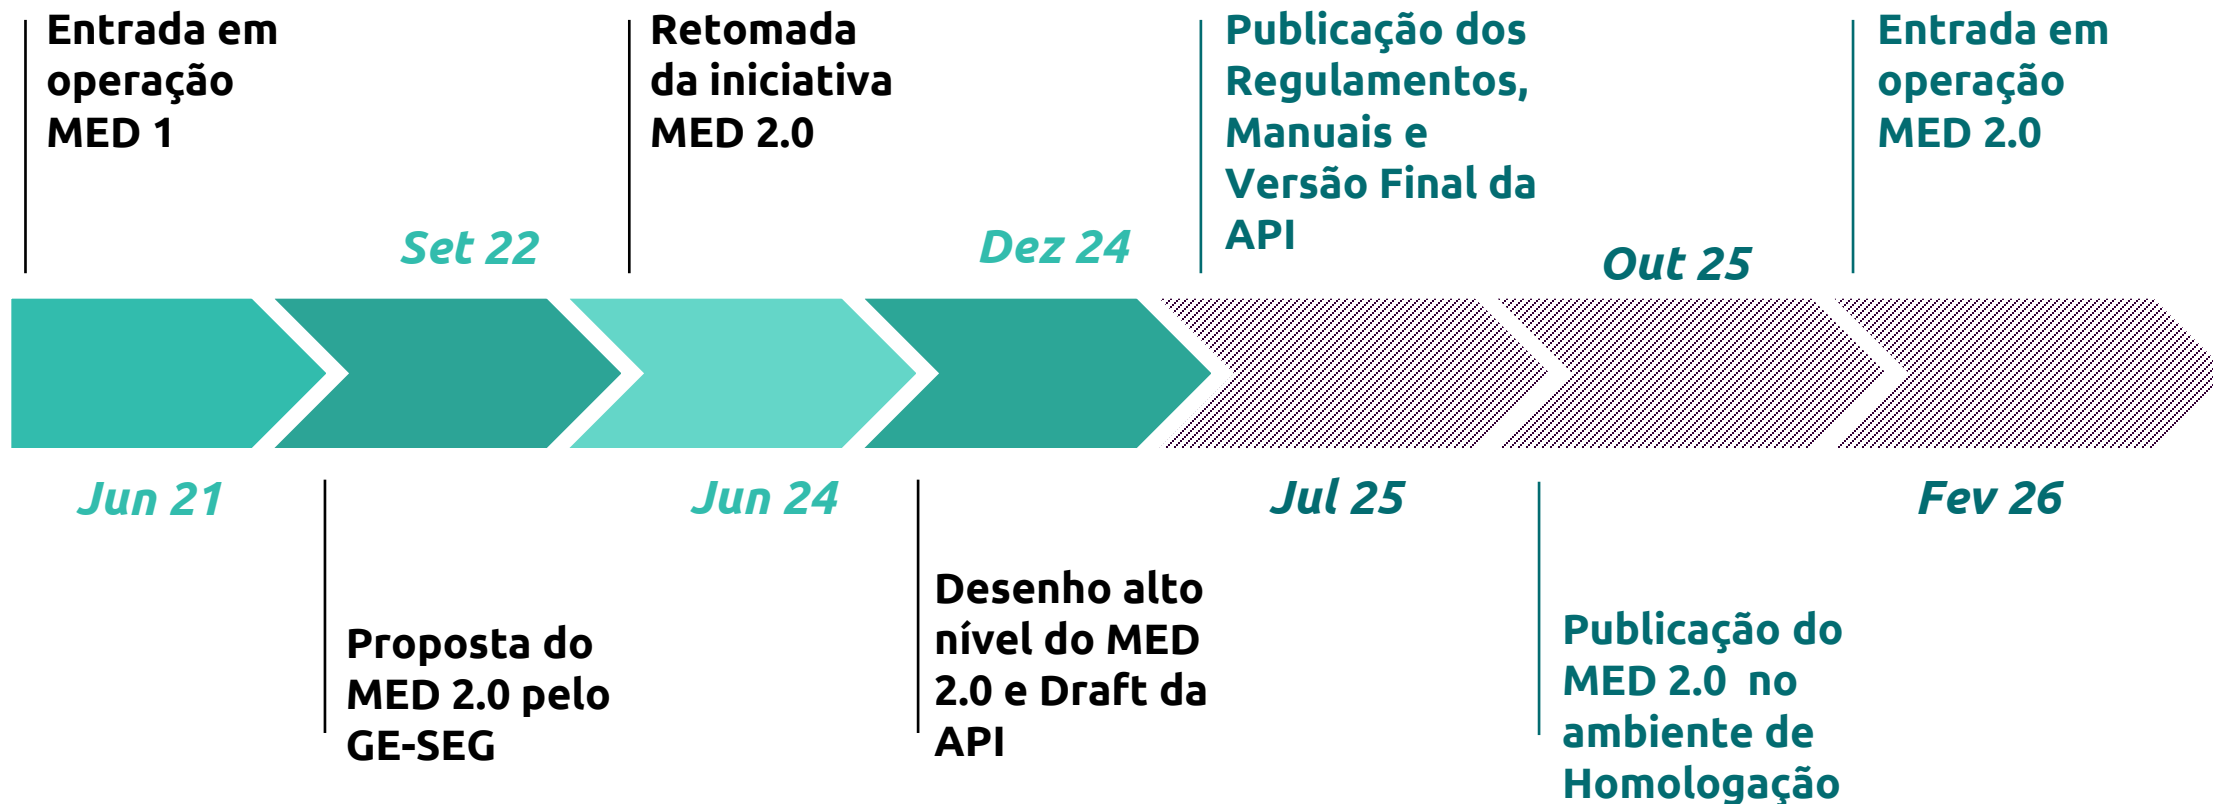 Entrada em
operação
MED 1
Jun 21
Set 22
Proposta do
MED 2.0 pelo
GE-SEG
Retomada
da iniciativa
MED 2.0
Jun 24
Dez 24
Desenho alto
nível do MED
2.0 e Draft da
API
Publicação dos
Regulamentos,
Manuais e
Versão Final da
API
Jul 25
Out 25
Publicação do
MED 2.0 no
ambiente de
Homologação
Entrada em
operação
MED 2.0
Fev 26